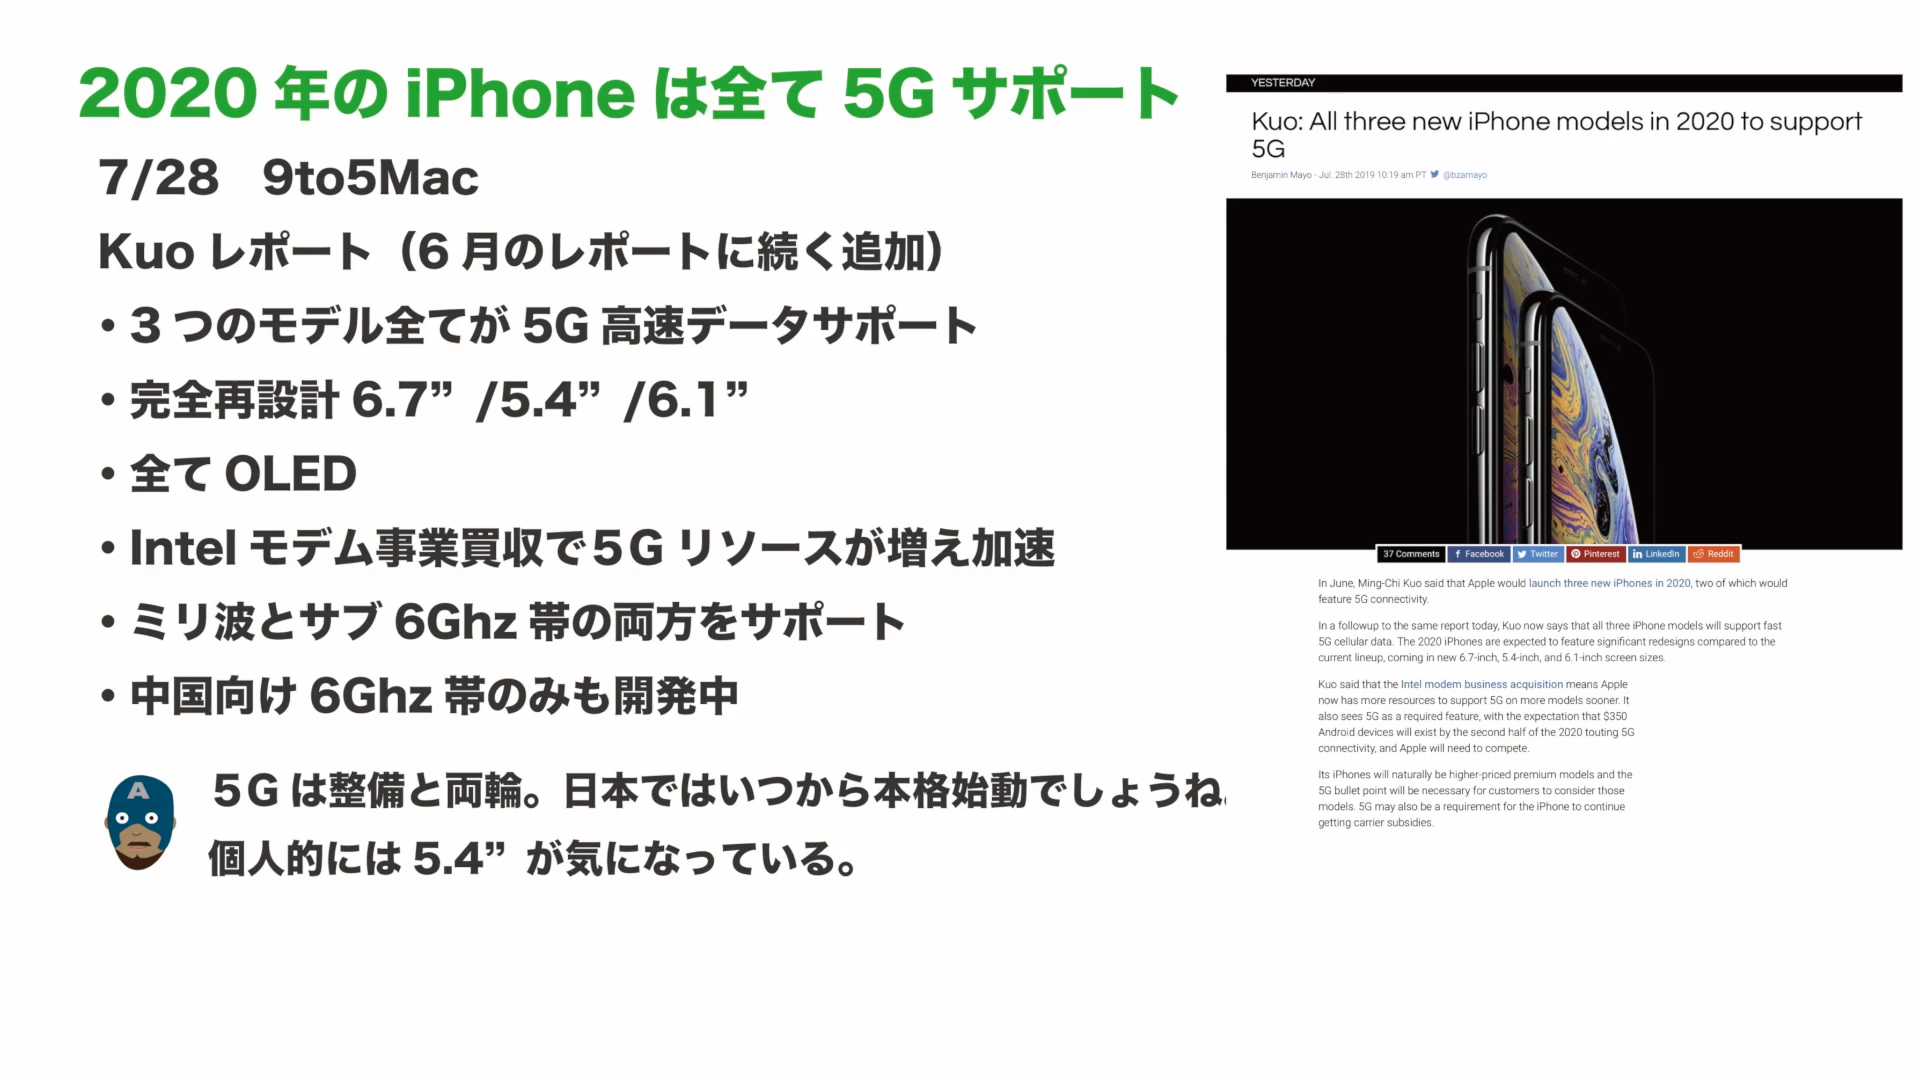 2020年のiPhoneは全て5Gサポート
7/28 9to5Mac
Kuoレポート（6月のレポートに続く追加）
・3つのモデル全てが5G高速データサポート
・完全再設計6.7” /5.4” /6.1”
・全てOLED
・Intelモデム事業買収で５Gリソースが増え加速
・ミリ波とサブ6Ghz帯の両方をサポート
・中国向け6Ghz帯のみも開発中
A
５Gは整備と両輪。日本ではいつから本格始動でしょうね。
個人的には5.4” が気になっている。
YESTERDAY
Kuo: All three new iPhone models in 2020 to support
5G
Benjamin Mayo - Jul. 28th 2019 10:19 am PT @bzamayo
37 Comments Facebook Twitter Pinterest LinkedIn Reddit
In June, Ming-Chi Kuo said that Apple would launch three new iPhones in 2020, two of which would
feature 5G connectivity.
In a followup to the same report today, Kuo now says that all three iPhone models will support fast
5G cellular data. The 2020 iPhones are expected to feature significant redesigns compared to the
current lineup, coming in new 6.7-inch, 5.4-inch, and 6.1-inch screen sizes.
Kuo said that the Intel modem business acquisition means Apple
now has more resources to support 5G on more models sooner. It
also sees 5G as a required feature, with the expectation that $350
Android devices will exist by the second half of the 2020 touting 5G
connectivity, and Apple will need to compete.
Its iPhones will naturally be higher-priced premium models and the
5G bullet point will be necessary for customers to consider those
models. 5G may also be a requirement for the iPhone to continue
getting carrier subsidies.